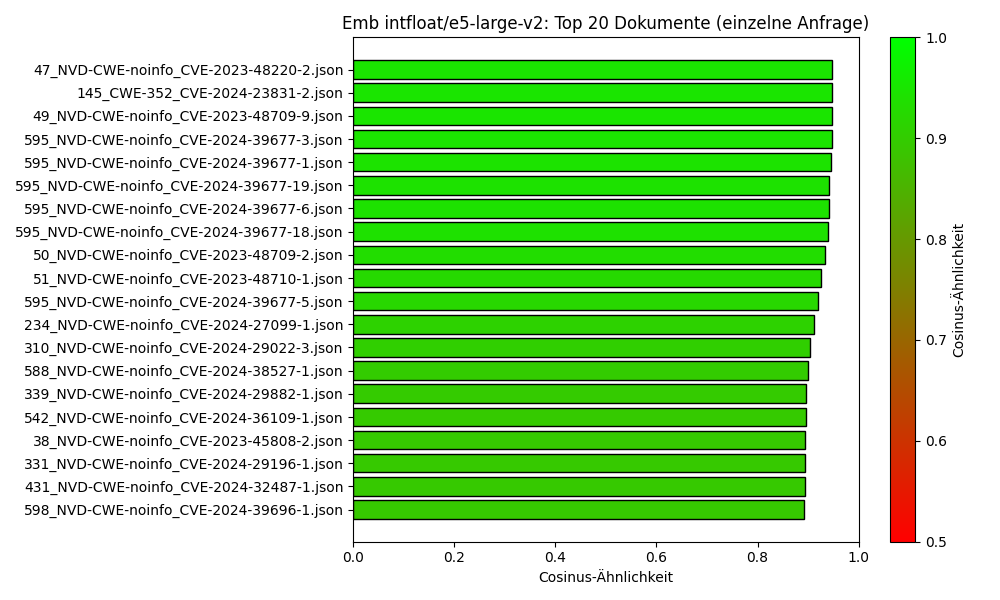 Emb intfloat/e5-large-v2: Top 20 Dokumente (einzelne Anfrage)
47_NVD-CWE-noinfo_CVE-2023-48220-2.json
145_CWE-352_CVE-2024-23831-2.json
49_NVD-CWE-noinfo_CVE-2023-48709-9.json
595_NVD-CWE-noinfo_CVE-2024-39677-3.json
595_NVD-CWE-noinfo_CVE-2024-39677-1.json
595_NVD-CWE-noinfo_CVE-2024-39677-19.json
595_NVD-CWE-noinfo_CVE-2024-39677-6.json
595_NVD-CWE-noinfo_CVE-2024-39677-18.json
50_NVD-CWE-noinfo_CVE-2023-48709-2.json
51_NVD-CWE-noinfo_CVE-2023-48710-1.json
595_NVD-CWE-noinfo_CVE-2024-39677-5.json
234_NVD-CWE-noinfo_CVE-2024-27099-1.json
310_NVD-CWE-noinfo_CVE-2024-29022-3.json
588_NVD-CWE-noinfo_CVE-2024-38527-1.json
339_NVD-CWE-noinfo_CVE-2024-29882-1.json
542_NVD-CWE-noinfo_CVE-2024-36109-1.json
38_NVD-CWE-noinfo_CVE-2023-45808-2.json
331_NVD-CWE-noinfo_CVE-2024-29196-1.json
431_NVD-CWE-noinfo_CVE-2024-32487-1.json
598_NVD-CWE-noinfo_CVE-2024-39696-1.json
0.0 0.2 0.4 0.6 0.8 1.0
Cosinus-Ähnlichkeit
1.0
0.9
0.8
0.7
0.6
0.5
Cosinus-Ähnlichkeit